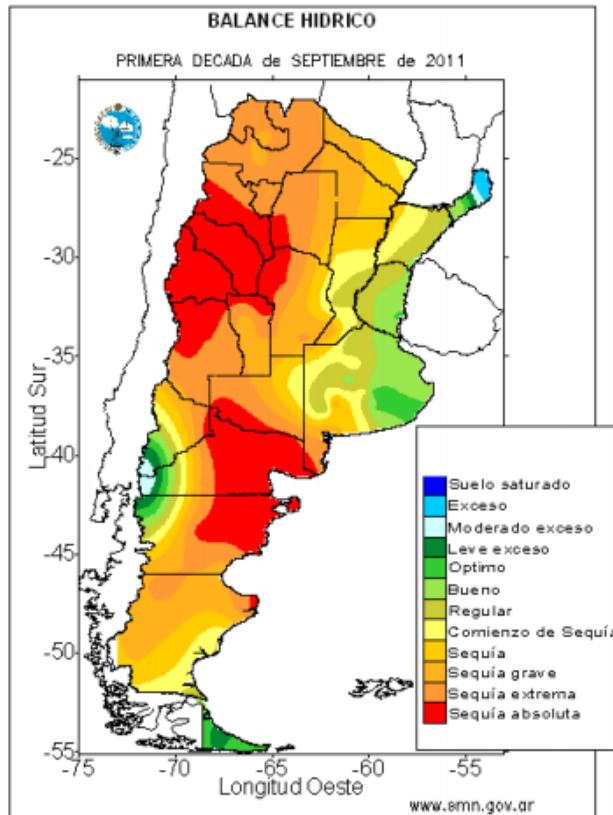 BALANCE HIDRICO
PRIMERA DECADA de SEPTIEMBRE de 2011
-25
-30
-35
-40
-45
-50
-55
Latitud Sur
Suelo saturado
Exceso
Moderado exceso
Leve exceso
Optimo
Bueno
Regular
Comienzo de Sequía
Sequía
Sequía grave
Sequía extrema
Sequía absoluta
-75
-70
-65
-60
-55
Longitud Oeste
www.smn.gov.ar